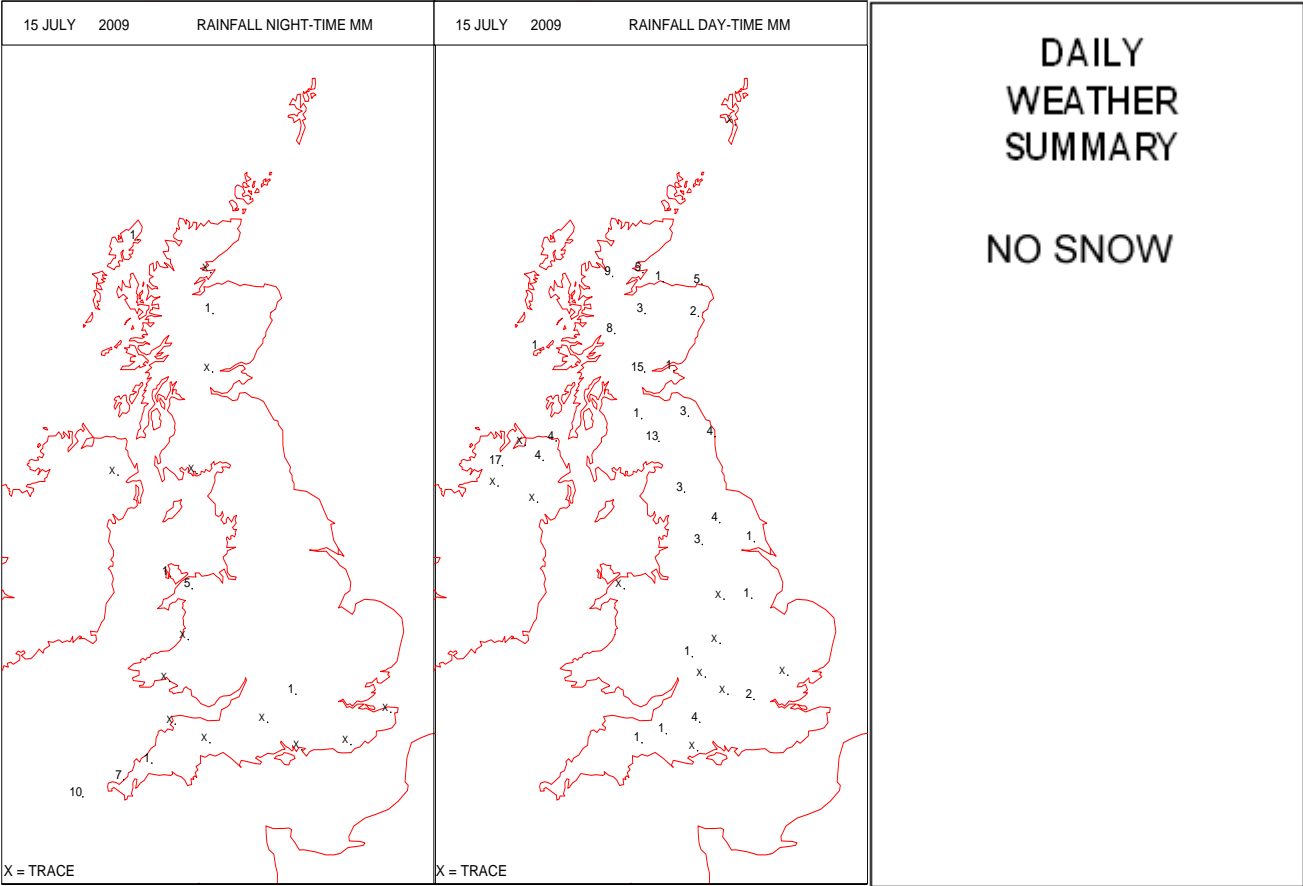 15 JULY 2009 RAINFALL NIGHT-TIME MM
1
X
1.
X.
X.
X.
1
5.
X.
X.
1.
X.
X.
X.
X.
X.
X.
1.
7.
10.
X = TRACE
15 JULY 2009 RAINFALL DAY-TIME MM
X
9.
6
1
5.
3.
2.
8.
1
15.
1
1.
3.
4.
13.
X
4
4.
17.
X.
X.
3.
4.
3.
1.
X.
X.
1.
X.
1.
X.
X.
X.
2.
4.
1.
1.
X.
X = TRACE
DAILY
WEATHER
SUMMARY
NO SNOW